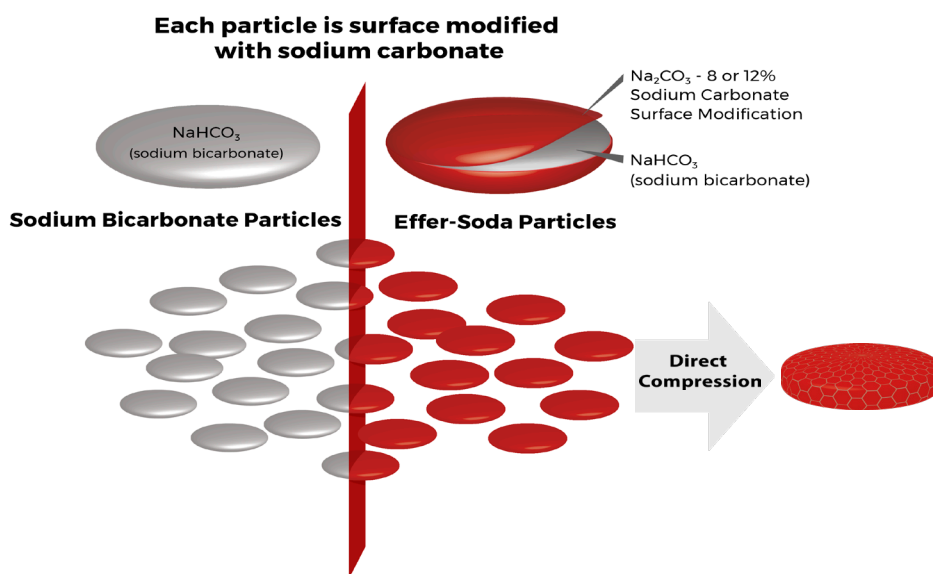 Each particle is surface modified
with sodium carbonate
NaHCO₃
(sodium bicarbonate)
Na₂CO₃ - 8 or 12%
Sodium Carbonate
Surface Modification
NaHCO₃
(sodium bicarbonate)
Sodium Bicarbonate Particles
Effer-Soda Particles
Direct
Compression